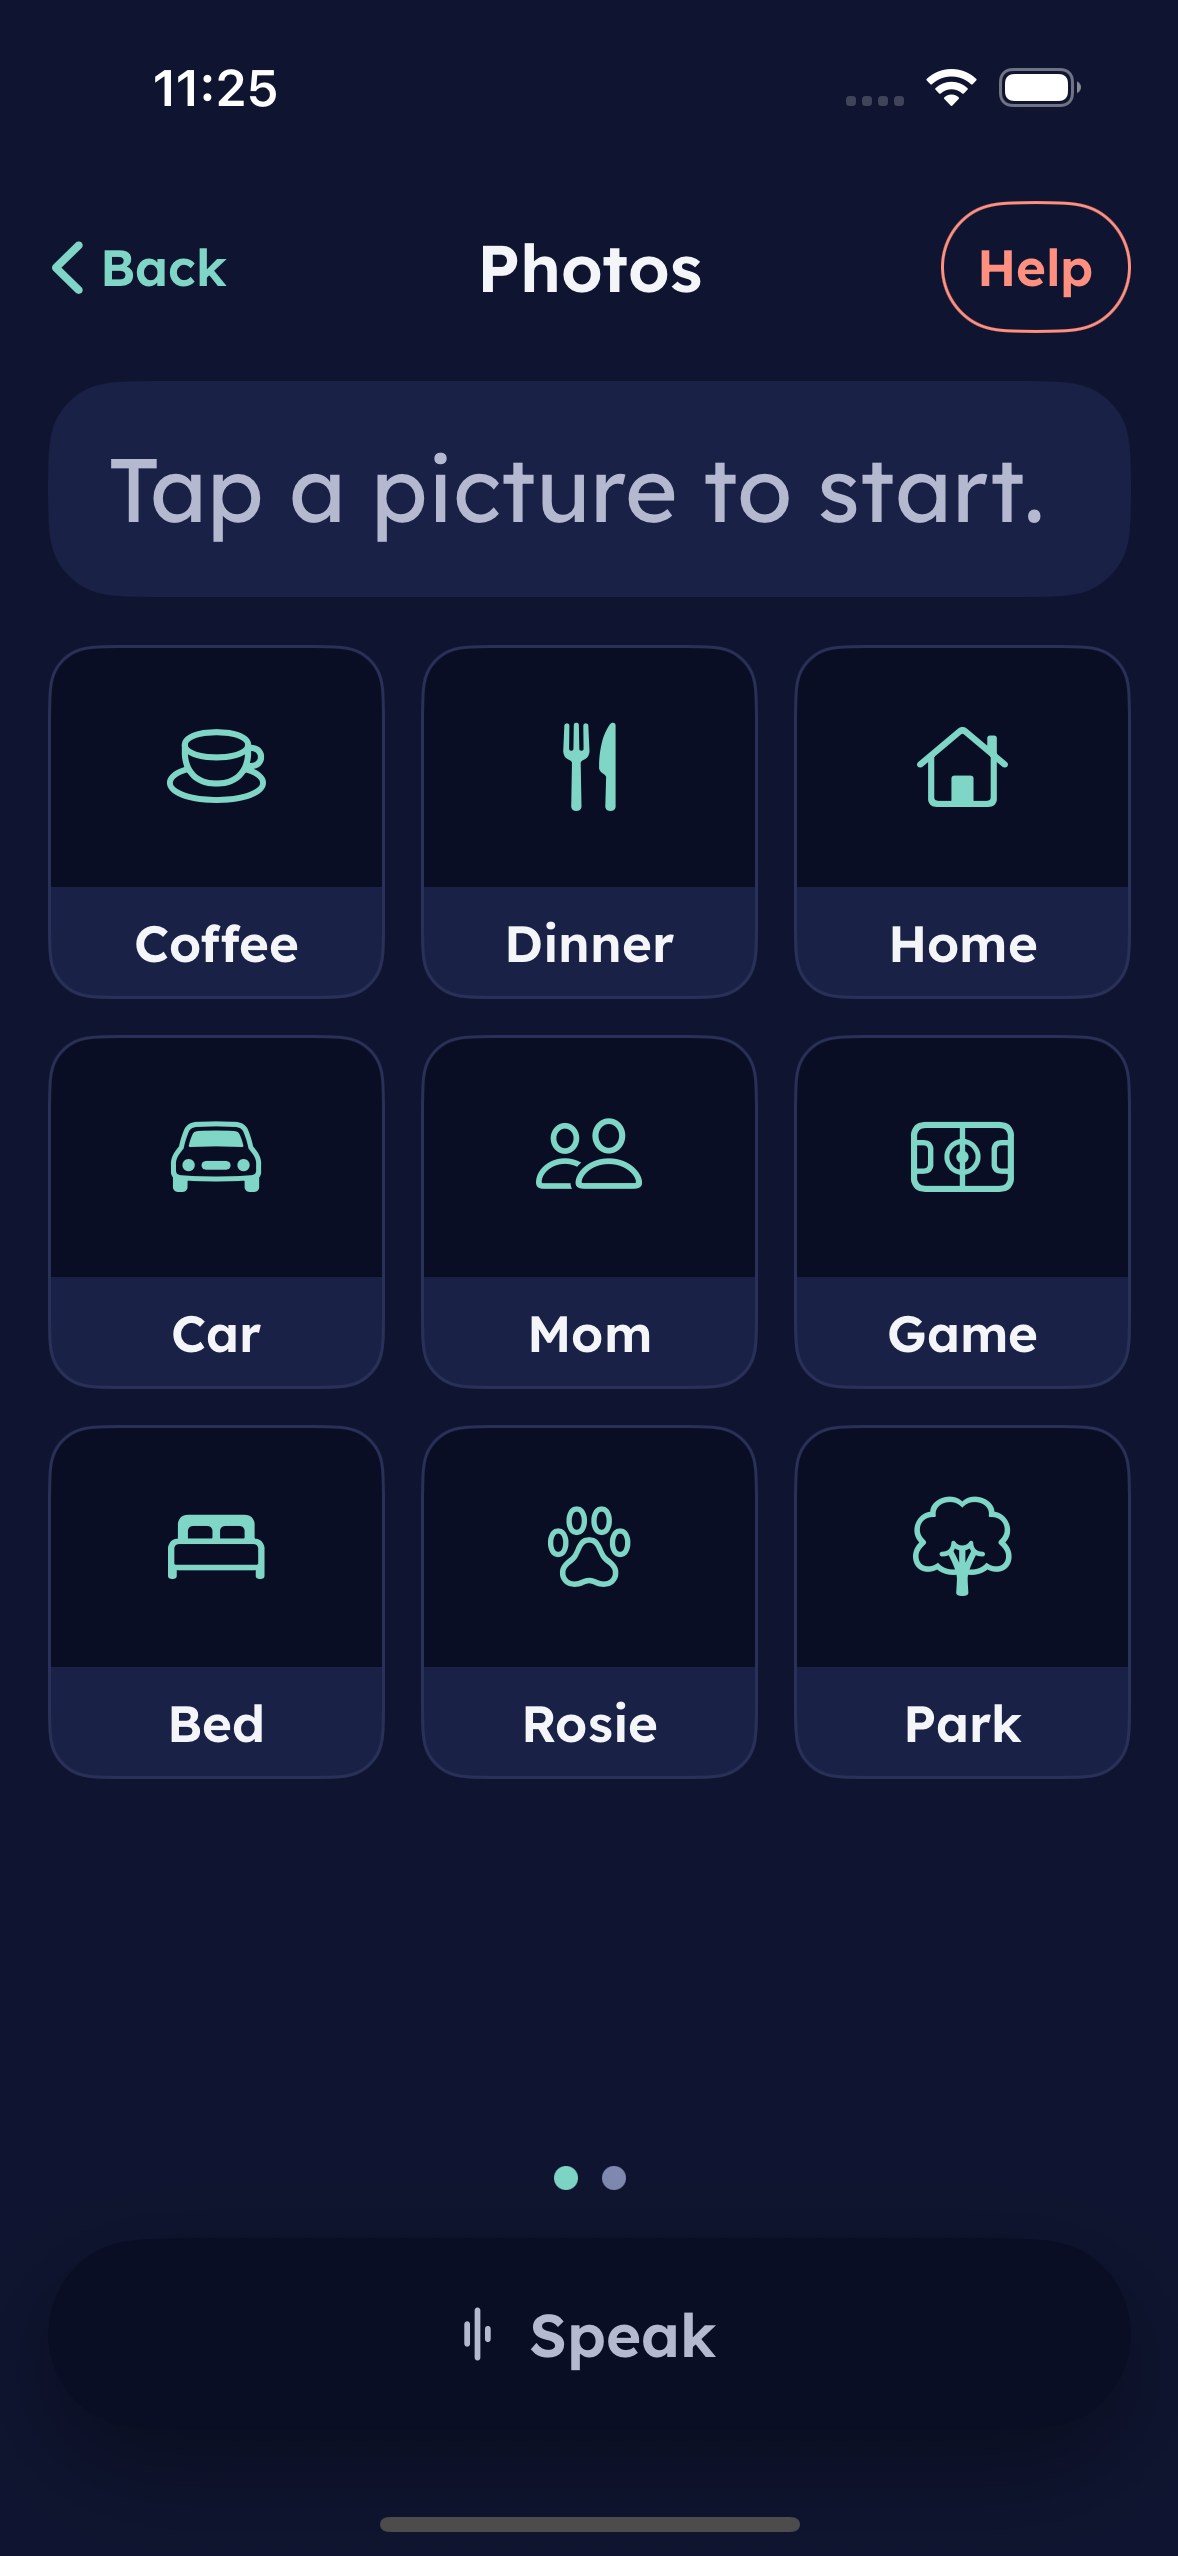 11:25
Back
Photos
Help
Tap a picture to start.
Coffee
Dinner
Home
Car
Mom
Game
Bed
Rosie
Park
Speak